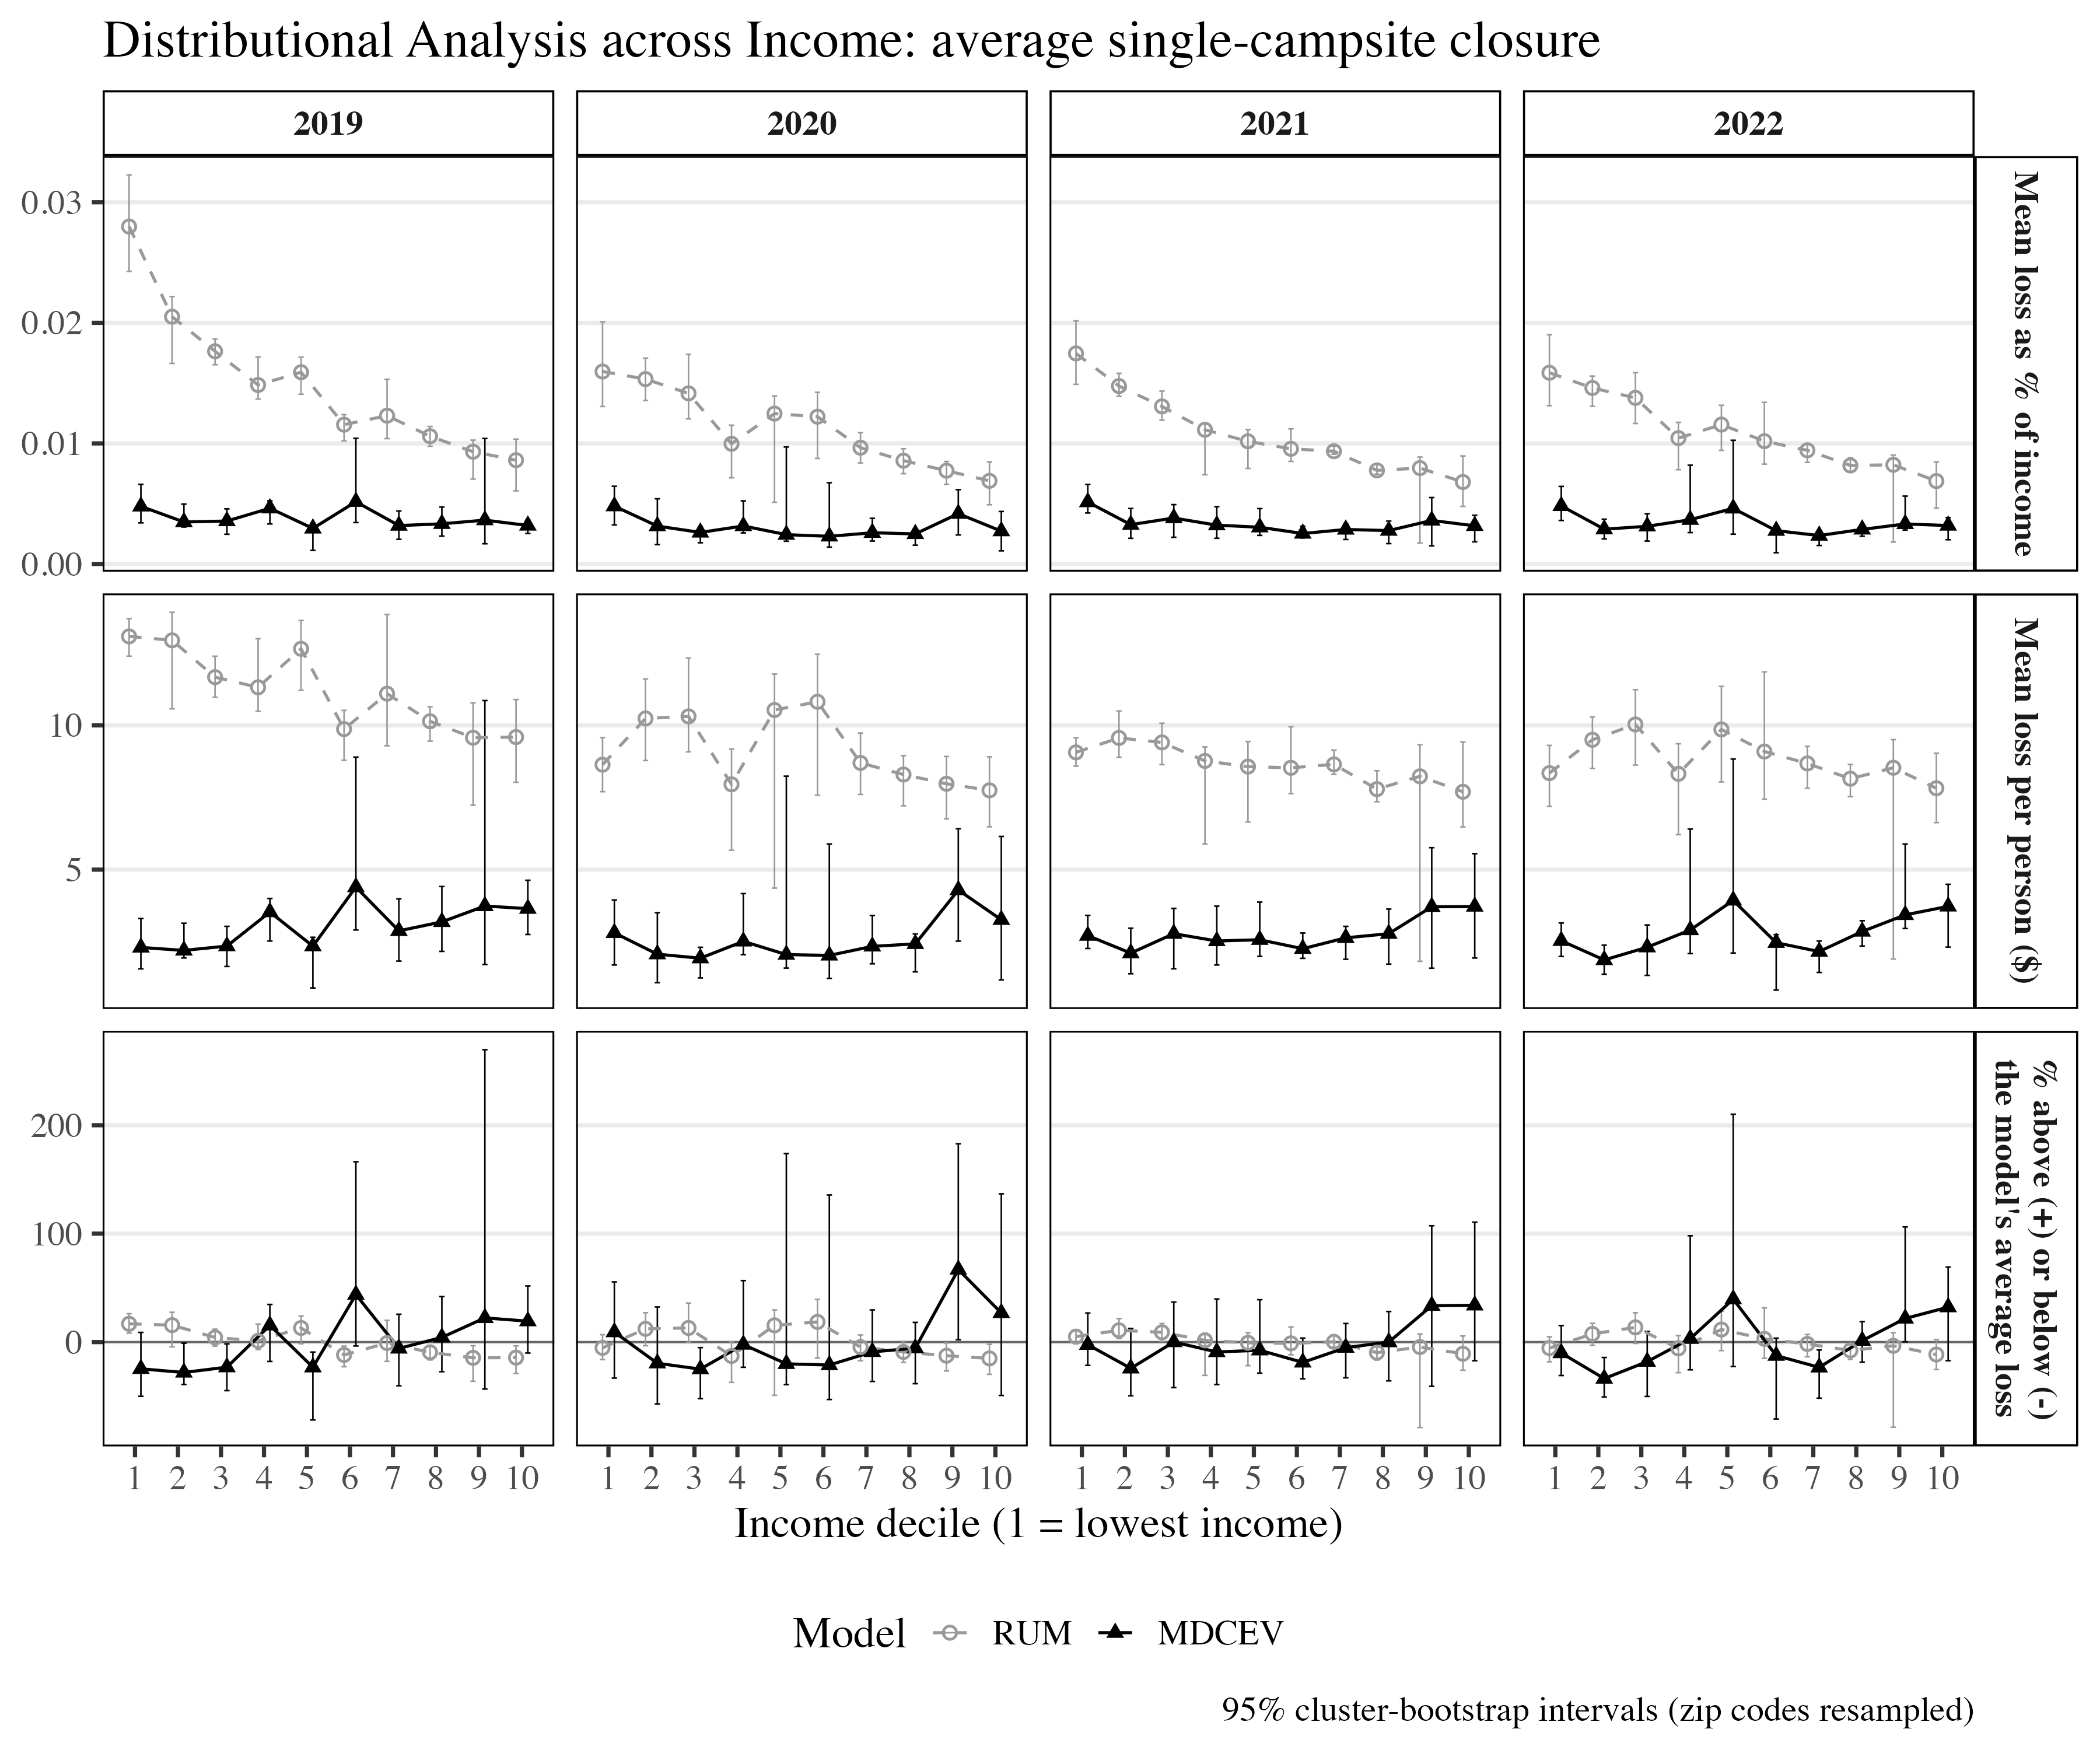 Distributional Analysis across Income: average single-campsite closure
2019
2020
2021
2022
0.03
0.02
0.01
0.00
Mean loss as % of income
10
5
Mean loss per person ($)
200
100
0
% above (+) or below (-)
the model's average loss
1 2 3 4 5 6 7 8 9 10
1 2 3 4 5 6 7 8 9 10
1 2 3 4 5 6 7 8 9 10
1 2 3 4 5 6 7 8 9 10
Income decile (1 = lowest income)
Model RUM MDCEV
95% cluster-bootstrap intervals (zip codes resampled)